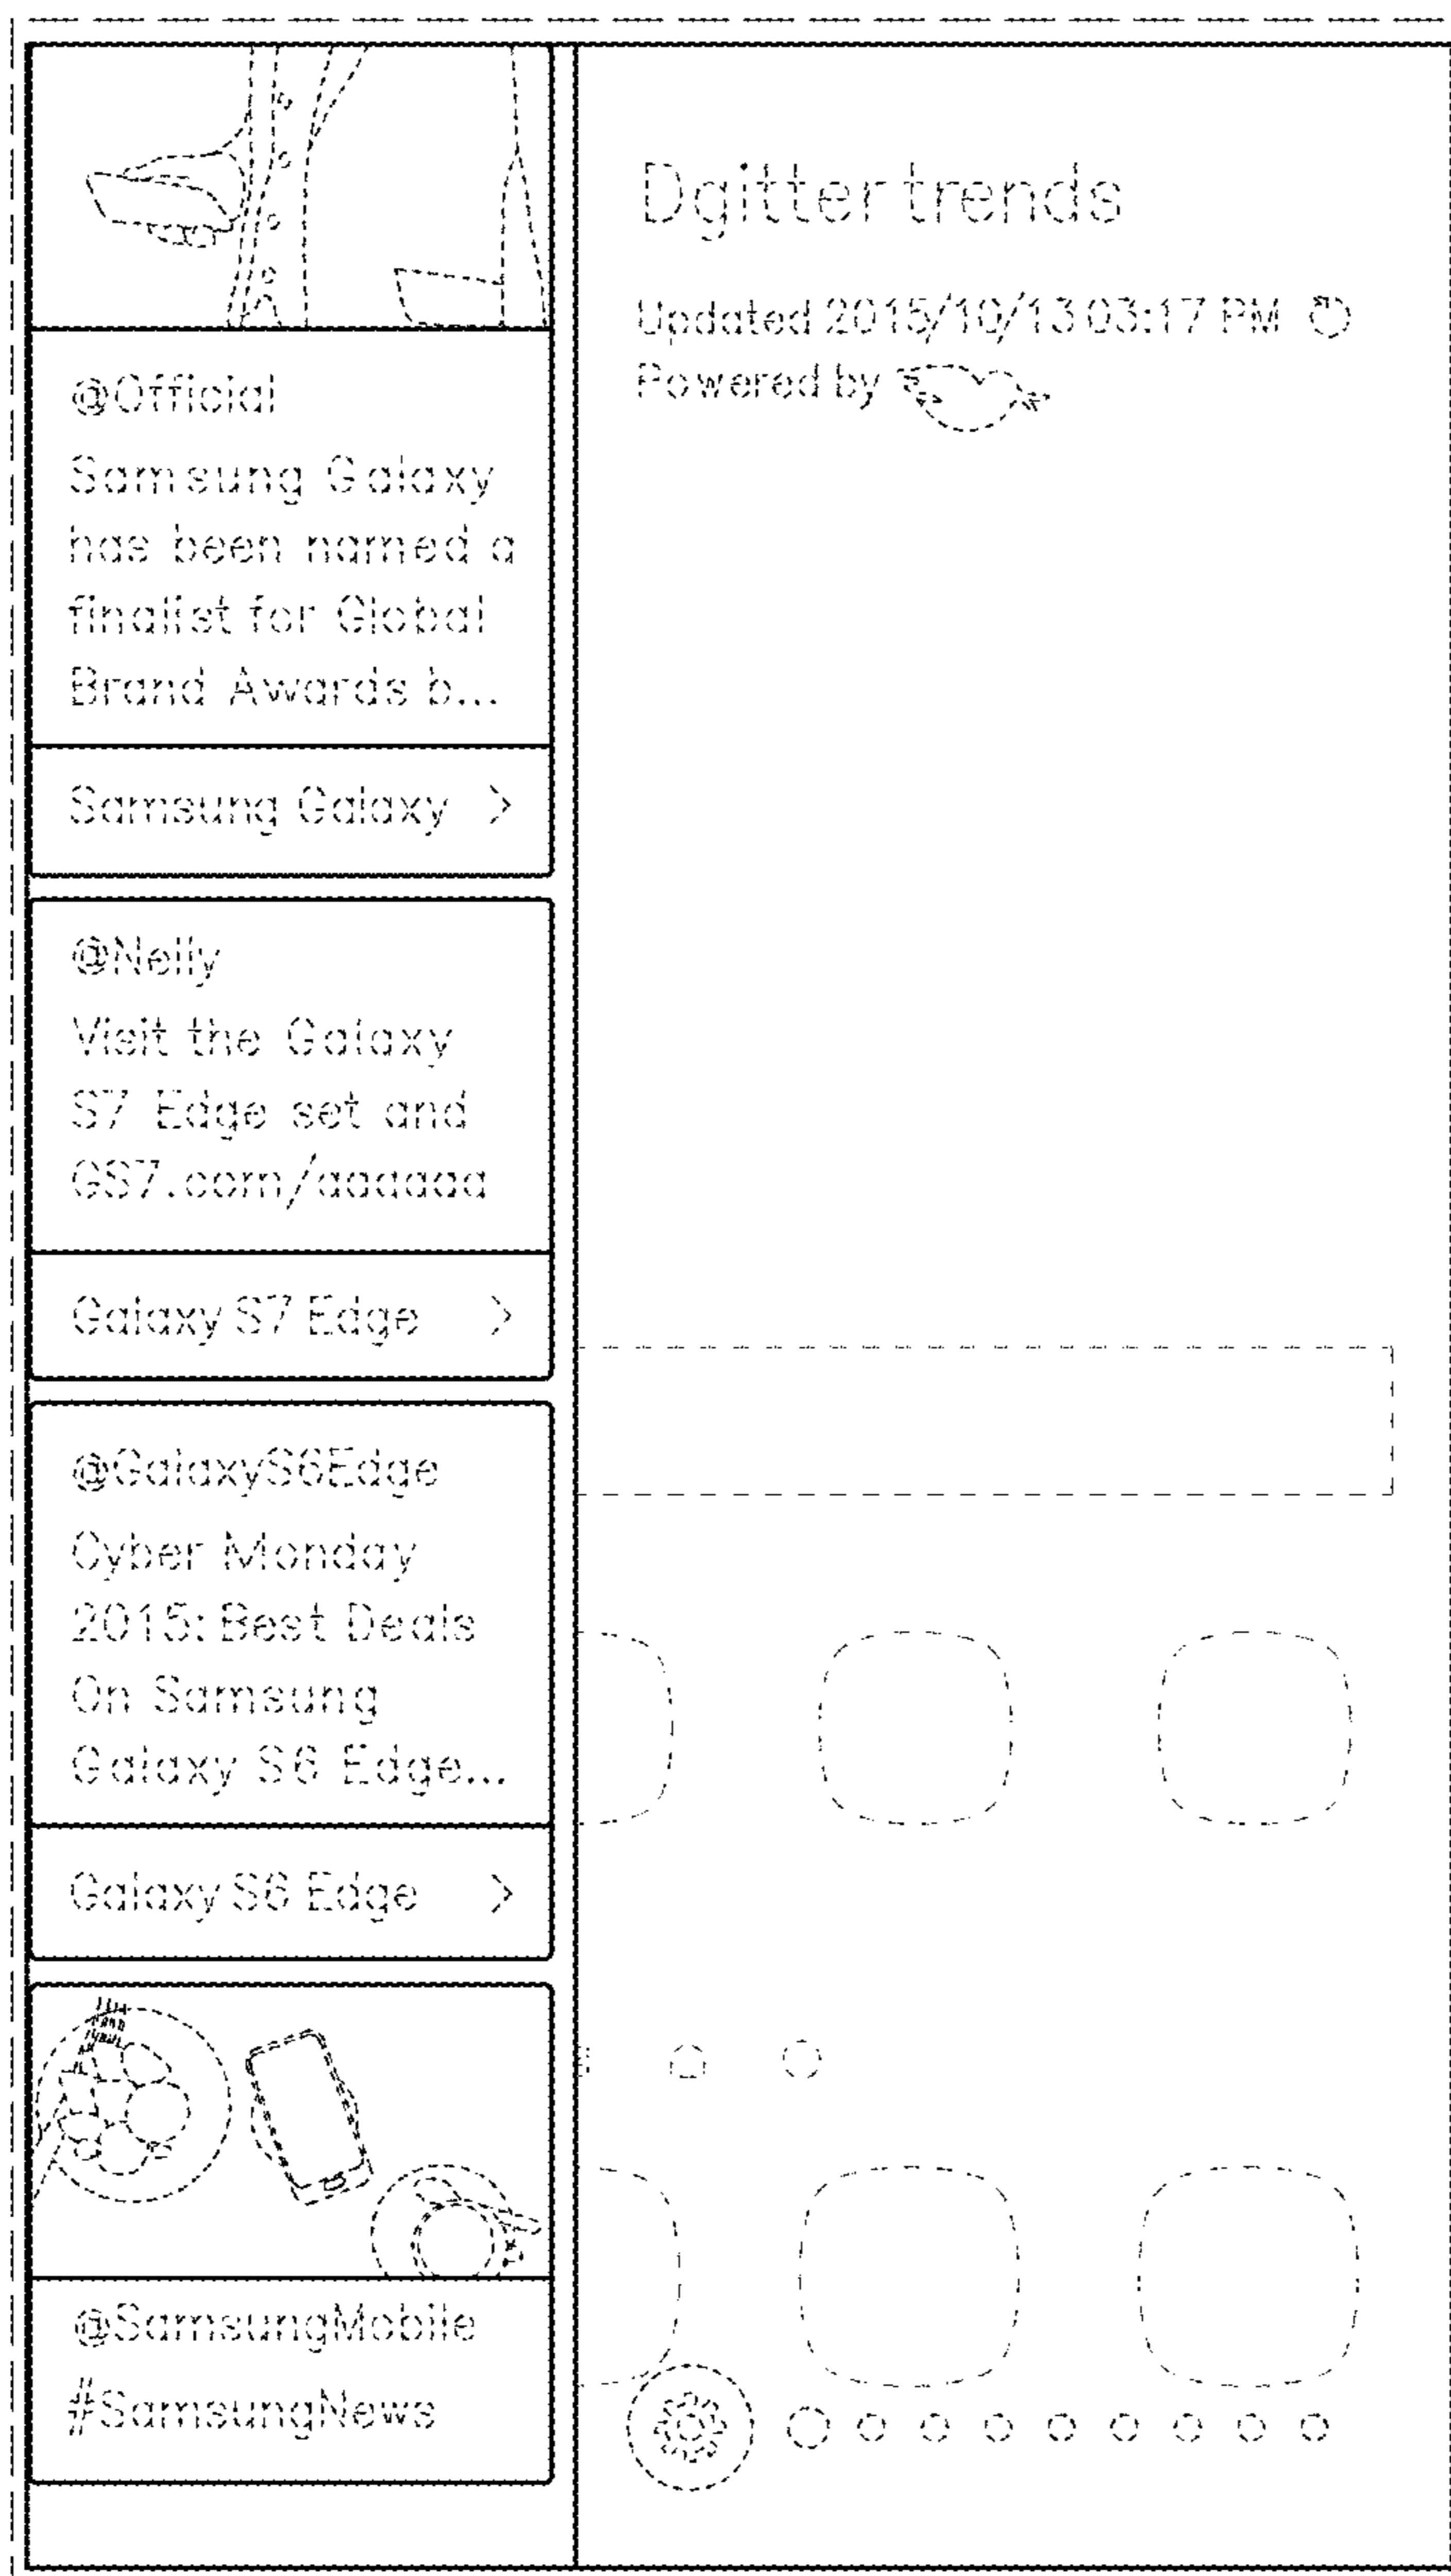 @Official
Samsung Galaxy
has been named a
finalist for Global
Brand Awards b...
Samsung Galaxy >
@Nelly
Visit the Galaxy
S7 Edge set and
GS7.com/aaaaaa
Galaxy S7 Edge >
@GalaxyS6Edge
Cyber Monday
2015: Best Deals
On Samsung
Galaxy S6 Edge...
Galaxy S6 Edge >
@SamsungMobile
#SamsungNews
Dgitter trends
Updated 2015/10/13 03:17 PM
Powered by